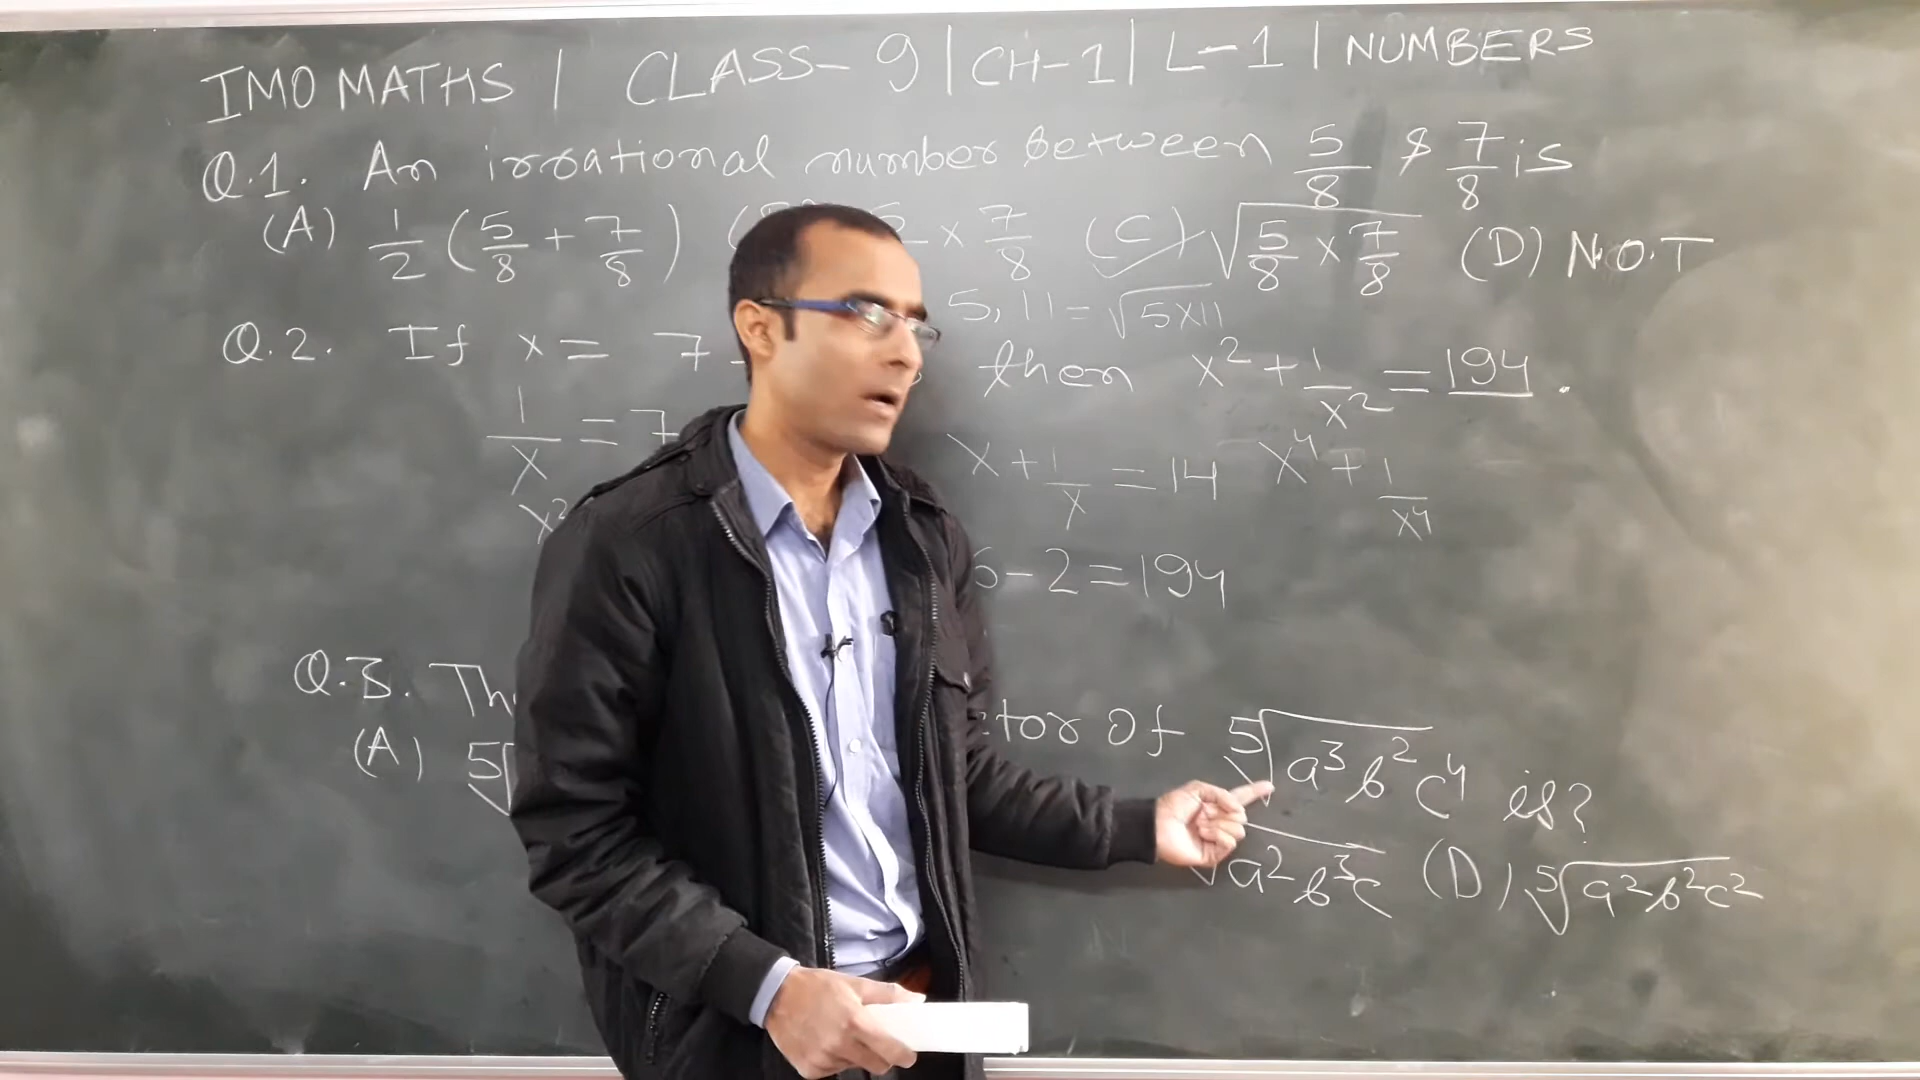 IMO MATHS | CLASS-9 | CH-1 | L-1 | NUMBERS
Q.1. An irrational number between 5/8 & 7/8 is
(A) 1/2 (5/8 + 7/8) ( × 7/8 (C) √(5/8 × 7/8) (D) N.O.T
5, 11 = √5×11
Q.2. If x = 7 - then x² + 1/x² = 194.
1/x = 7 x + 1/x = 14 x⁴ + 1/x⁴
x² 6 - 2 = 194
Q.3. Th ctor of ⁵√a³b²c⁴ is?
(A) ⁵√ √a²b³c (D) ⁵√a²b²c²